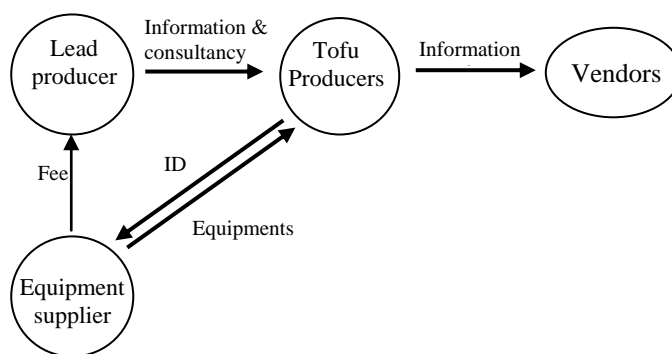 Lead
producer
Information &
consultancy
Tofu
Producers
Information
Vendors
ID
Fee
Equipments
Equipment
supplier